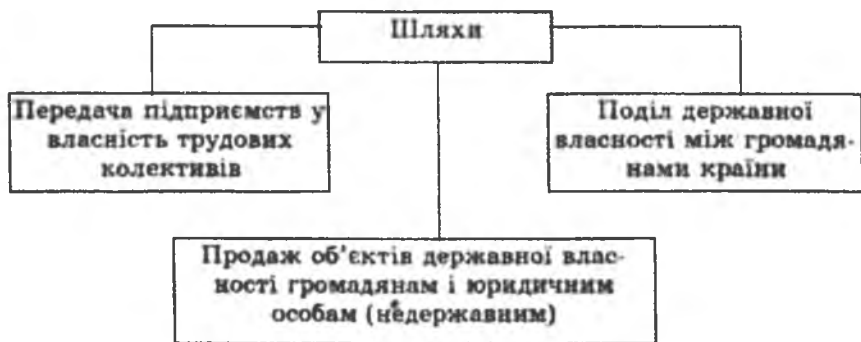 Шляхи
Передача підприємств у
власність трудових
колективів
Поділ державної
власності між громадя-
нами країни
Продаж об’єктів державної влас-
ності громадянам і юридичним
особам (недержавним)